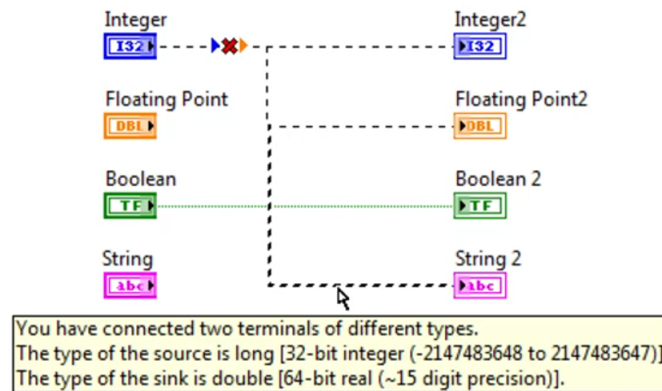 Integer
Integer2
I32
I32
Floating Point
Floating Point2
DBL
DBL
Boolean
Boolean 2
TF
TF
String
String 2
abc
abc
You have connected two terminals of different types.
The type of the source is long [32-bit integer (-2147483648 to 2147483647)]
The type of the sink is double [64-bit real (~15 digit precision)].